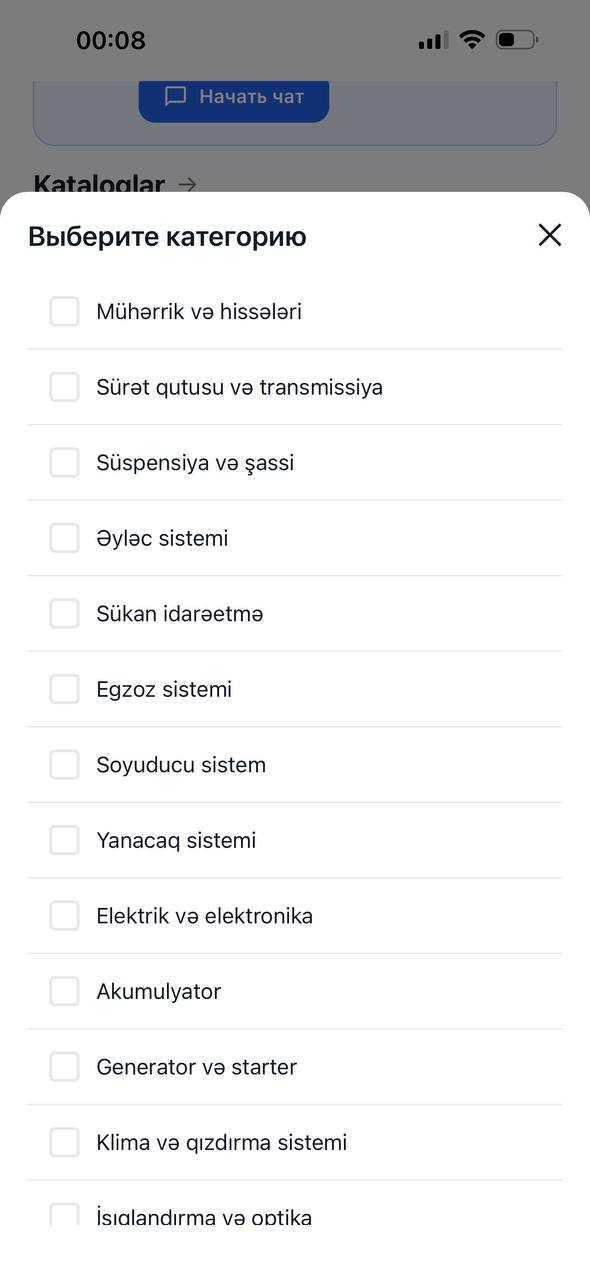 00:08
Начать чат
Kataloglar →
Выберите категорию
Mühərrik və hissələri
Sürət qutusu və transmissiya
Süspensiya və şassi
Əyləc sistemi
Sükan idarəetmə
Egzoz sistemi
Soyuducu sistem
Yanacaq sistemi
Elektrik və elektronika
Akumulyator
Generator və starter
Klima və qızdırma sistemi
İşıqlandırma və optika